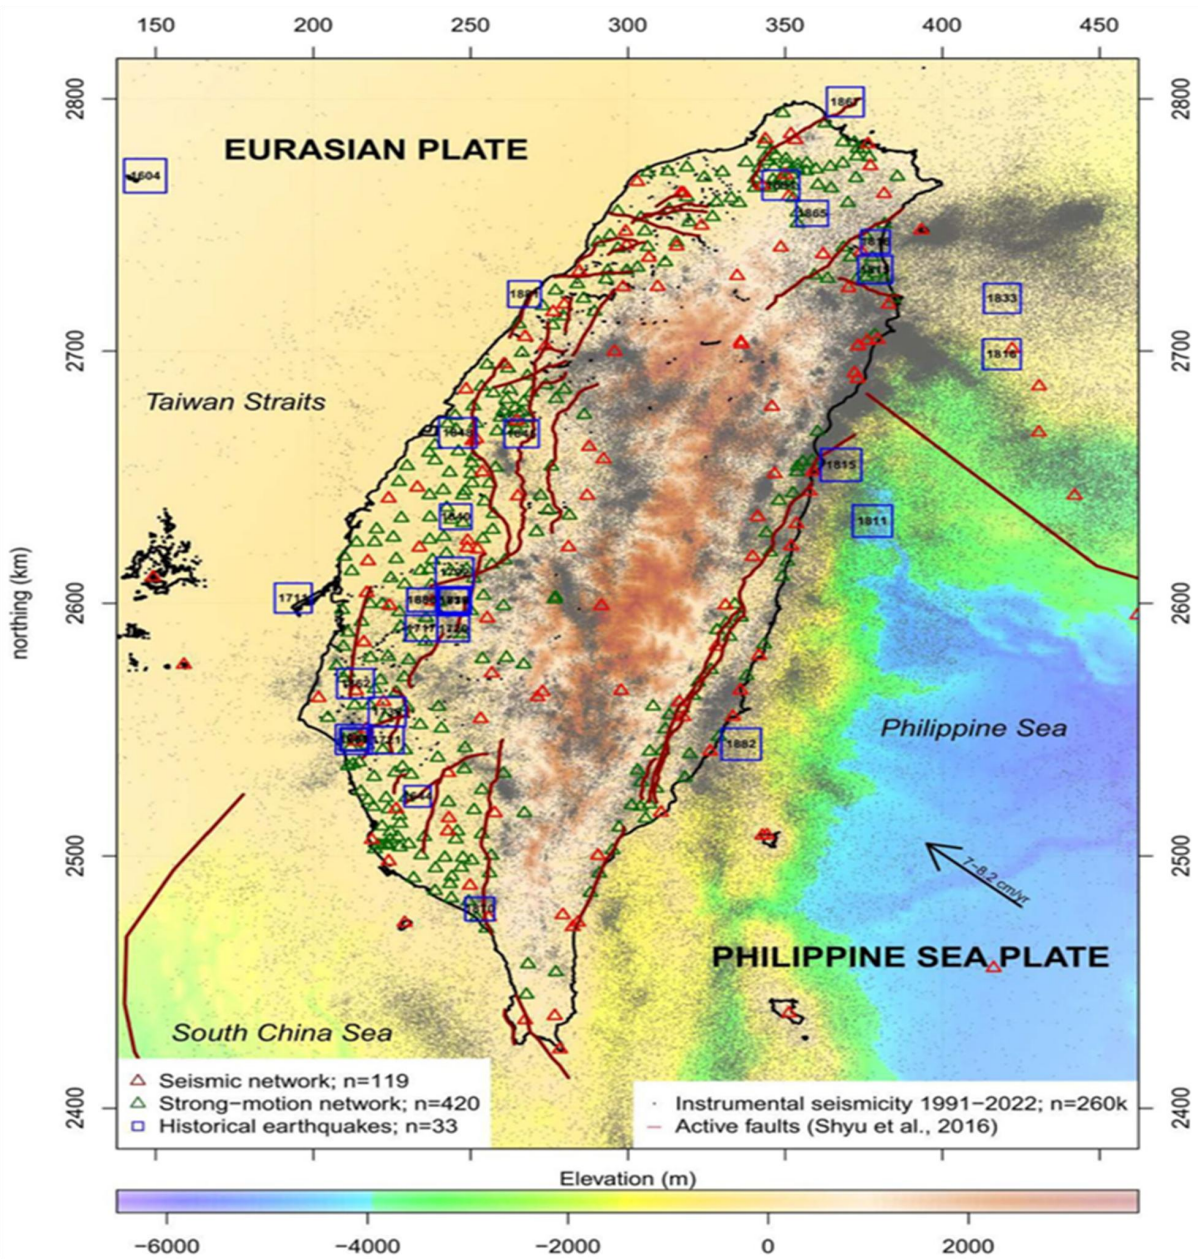 150 200 250 300 350 400 450
2800 2800
1867
EURASIAN PLATE
1604
1865
1881
1833
2700 2700
1816
Taiwan Straits
1815
1811
northing (km)
2600 2600
Philippine Sea
1882
2500 2500
7−8.2 cm/yr
PHILIPPINE SEA PLATE
South China Sea
Seismic network; n=119
Strong−motion network; n=420
Historical earthquakes; n=33
Instrumental seismicity 1991−2022; n=260k
Active faults (Shyu et al., 2016)
2400 2400
Elevation (m)
−6000 −4000 −2000 0 2000